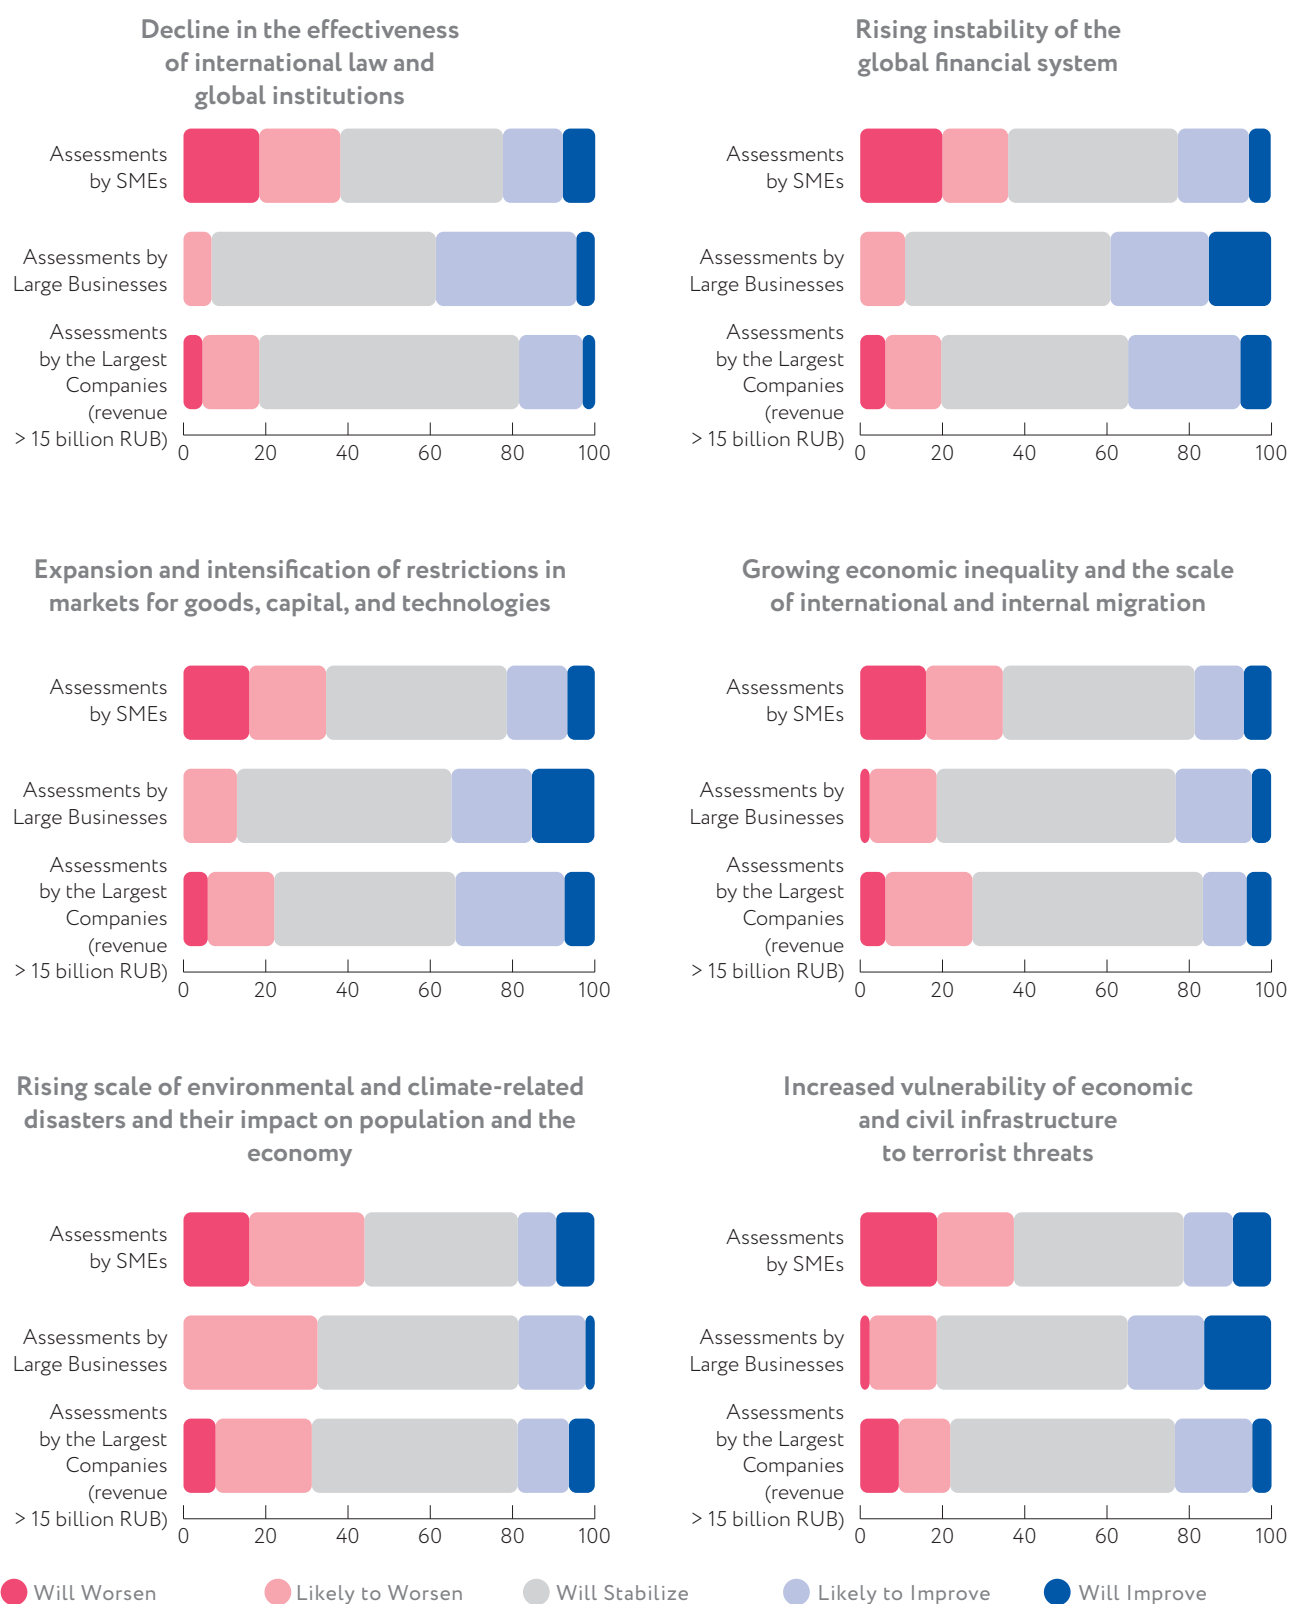 Decline in the effectiveness
of international law and
global institutions
Assessments
by SMEs
Assessments by
Large Businesses
Assessments
by the Largest
Companies
(revenue
> 15 billion RUB)
0 20 40 60 80 100
Rising instability of the
global financial system
Assessments
by SMEs
Assessments by
Large Businesses
Assessments
by the Largest
Companies
(revenue
> 15 billion RUB)
0 20 40 60 80 100
Expansion and intensification of restrictions in
markets for goods, capital, and technologies
Assessments
by SMEs
Assessments by
Large Businesses
Assessments
by the Largest
Companies
(revenue
> 15 billion RUB)
0 20 40 60 80 100
Growing economic inequality and the scale
of international and internal migration
Assessments
by SMEs
Assessments by
Large Businesses
Assessments
by the Largest
Companies
(revenue
> 15 billion RUB)
0 20 40 60 80 100
Rising scale of environmental and climate-related
disasters and their impact on population and the
economy
Assessments
by SMEs
Assessments by
Large Businesses
Assessments
by the Largest
Companies
(revenue
> 15 billion RUB)
0 20 40 60 80 100
Increased vulnerability of economic
and civil infrastructure
to terrorist threats
Assessments
by SMEs
Assessments by
Large Businesses
Assessments
by the Largest
Companies
(revenue
> 15 billion RUB)
0 20 40 60 80 100
Will Worsen Likely to Worsen Will Stabilize Likely to Improve Will Improve